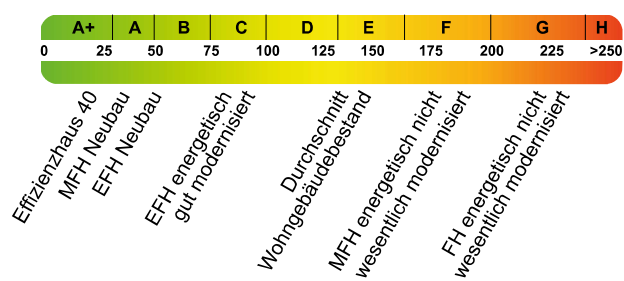 A+ A B C D E F G H
0 25 50 75 100 125 150 175 200 225 >250
Effizienzhaus 40
MFH Neubau
EFH Neubau
EFH energetisch
gut modernisiert
Durchschnitt
Wohngebäudebestand
MFH energetisch nicht
wesentlich modernisiert
FH energetisch nicht
wesentlich modernisiert